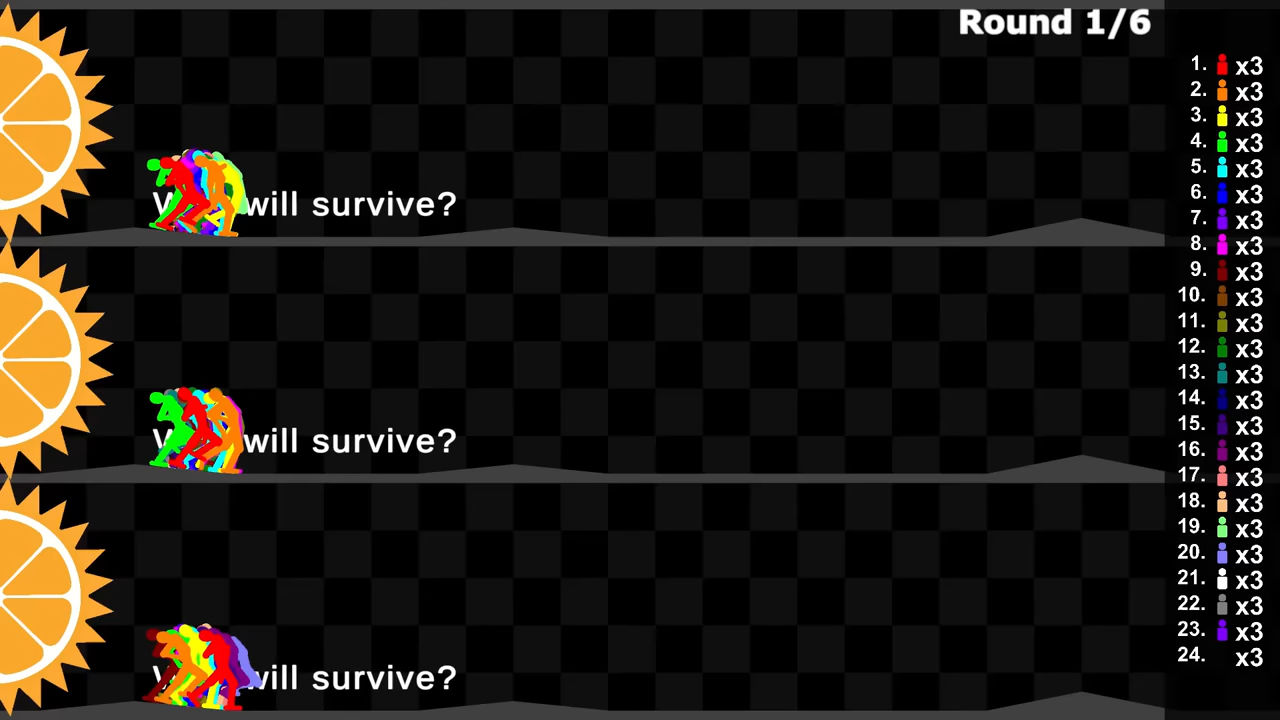 Round 1/6
will survive?
will survive?
will survive?
1. x3
2. x3
3. x3
4. x3
5. x3
6. x3
7. x3
8. x3
9. x3
10. x3
11. x3
12. x3
13. x3
14. x3
15. x3
16. x3
17. x3
18. x3
19. x3
20. x3
21. x3
22. x3
23. x3
24. x3